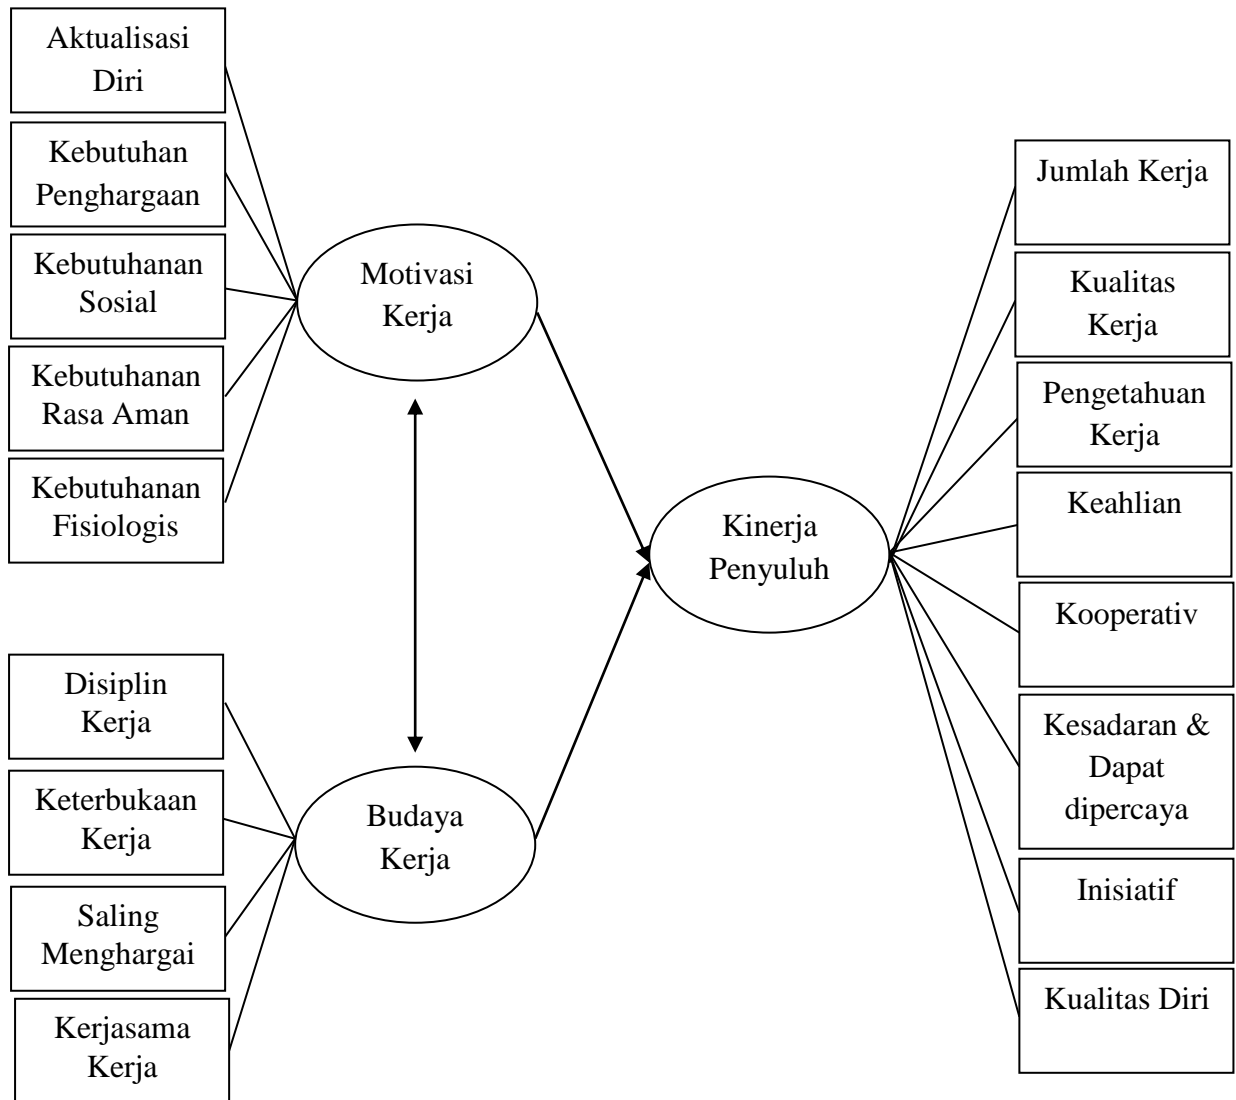 Aktualisasi
Diri
Kebutuhan
Penghargaan
Kebutuhanan
Sosial
Kebutuhanan
Rasa Aman
Kebutuhanan
Fisiologis
Motivasi
Kerja
Disiplin
Kerja
Keterbukaan
Kerja
Saling
Menghargai
Kerjasama
Kerja
Budaya
Kerja
Kinerja
Penyuluh
Jumlah Kerja
Kualitas
Kerja
Pengetahuan
Kerja
Keahlian
Kooperativ
Kesadaran &
Dapat
dipercaya
Inisiatif
Kualitas Diri